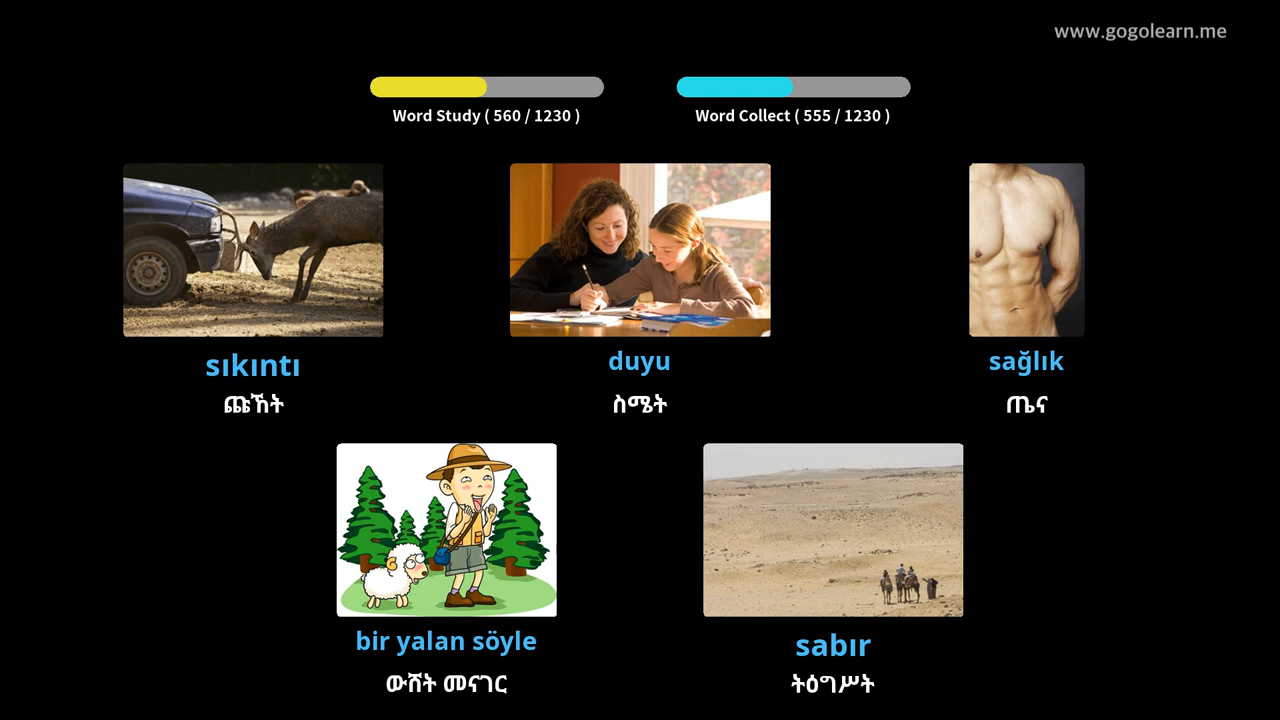 www.gogolearn.me
Word Study ( 560 / 1230 )
Word Collect ( 555 / 1230 )
sıkıntı
ጩኸት
duyu
ስሜት
sağlık
ጤና
bir yalan söyle
ውሸት መናገር
sabır
ትዕግሥት